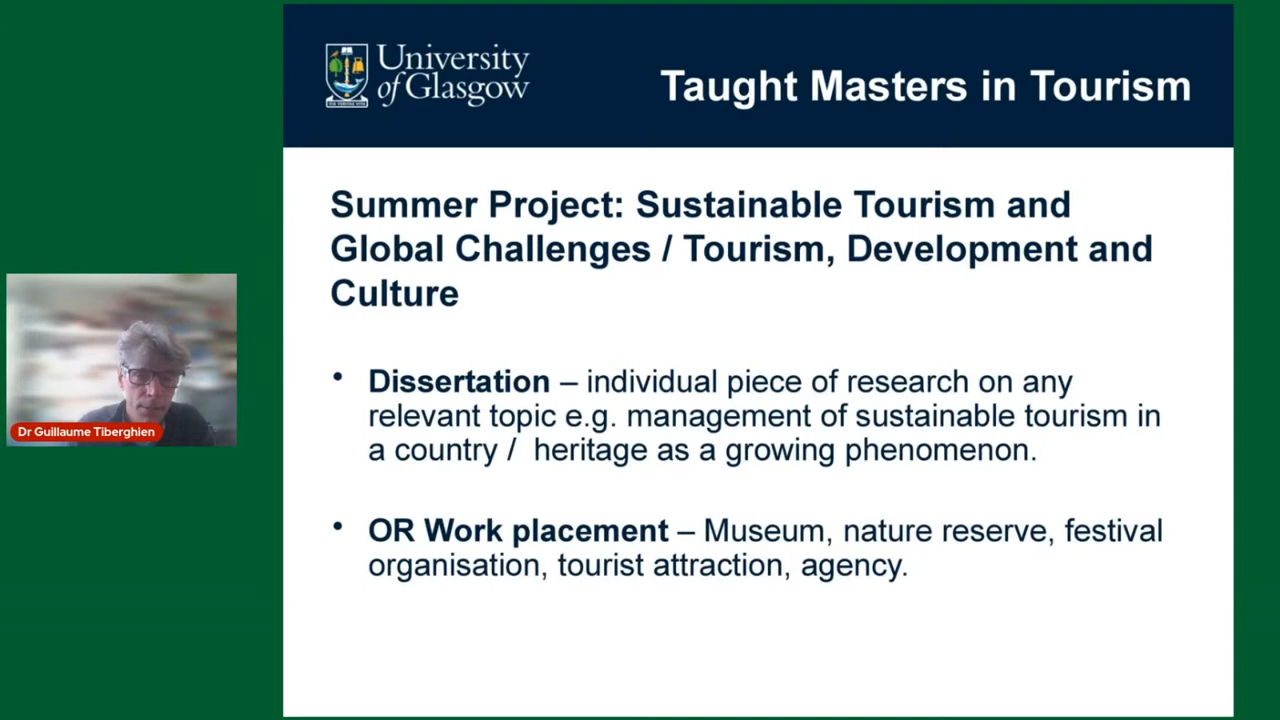 University
of Glasgow
Taught Masters in Tourism
Summer Project: Sustainable Tourism and
Global Challenges / Tourism, Development and
Culture
• Dissertation – individual piece of research on any
relevant topic e.g. management of sustainable tourism in
a country / heritage as a growing phenomenon.
• OR Work placement – Museum, nature reserve, festival
organisation, tourist attraction, agency.
Dr Guillaume Tiberghien